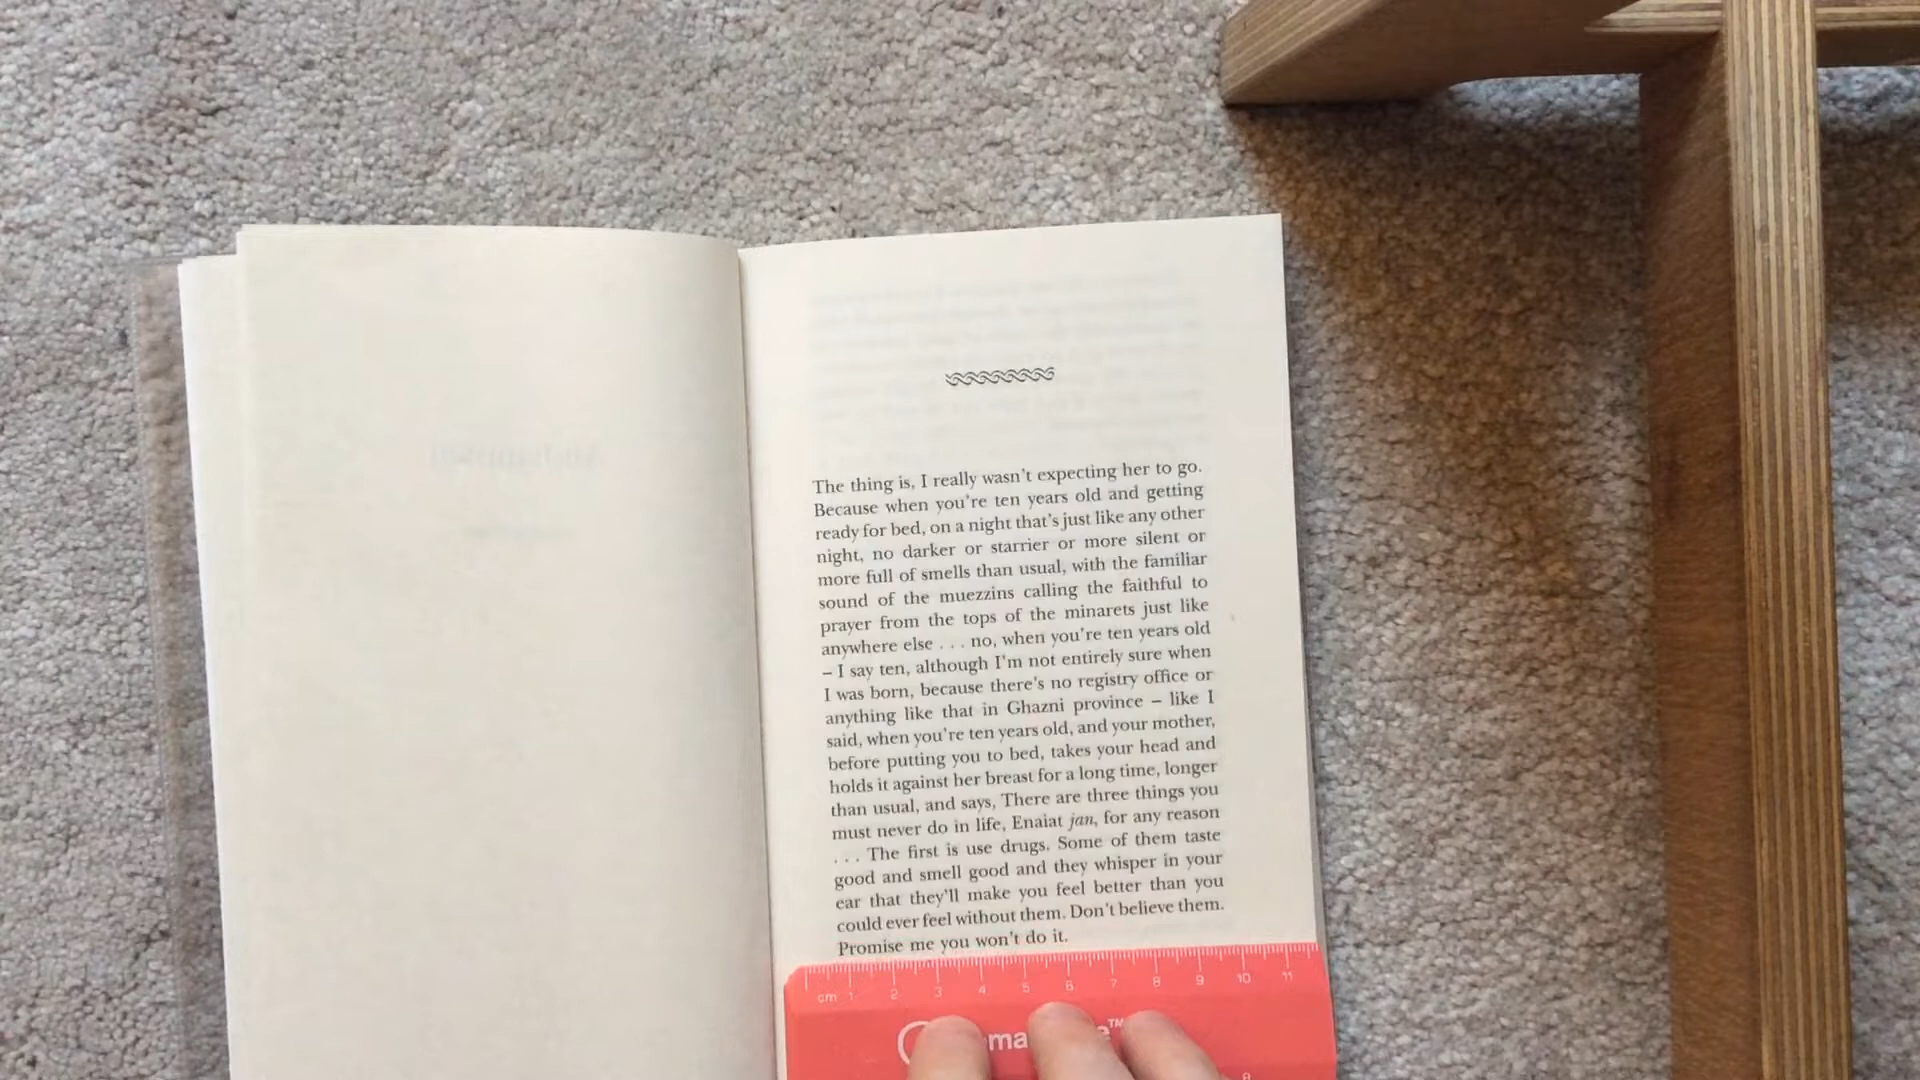 The thing is, I really wasn't expecting her to go.
Because when you're ten years old and getting
ready for bed, on a night that's just like any other
night, no darker or starrier or more silent or
more full of smells than usual, with the familiar
sound of the muezzins calling the faithful to
prayer from the tops of the minarets just like
anywhere else . . . no, when you're ten years old
– I say ten, although I'm not entirely sure when
I was born, because there's no registry office or
anything like that in Ghazni province – like I
said, when you're ten years old, and your mother,
before putting you to bed, takes your head and
holds it against her breast for a long time, longer
than usual, and says, There are three things you
must never do in life, Enaiat jan, for any reason
. . . The first is use drugs. Some of them taste
good and smell good and they whisper in your
ear that they'll make you feel better than you
could ever feel without them. Don't believe them.
Promise me you won't do it.
cm 1 2 3 4 5 6 7 8 9 10 11